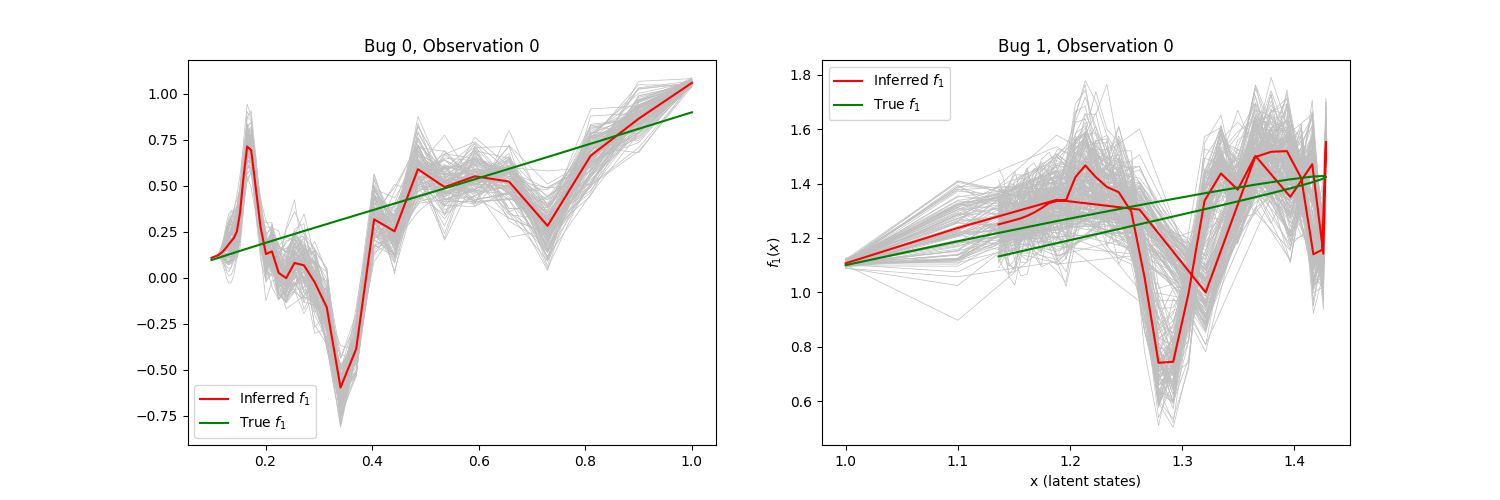 Bug 0, Observation 0
1.00
0.75
0.50
0.25
0.00
−0.25
−0.50
−0.75
Inferred f₁
True f₁
0.2 0.4 0.6 0.8 1.0
Bug 1, Observation 0
Inferred f₁
True f₁
f₁(x)
1.8
1.6
1.4
1.2
1.0
0.8
0.6
1.0 1.1 1.2 1.3 1.4
x (latent states)